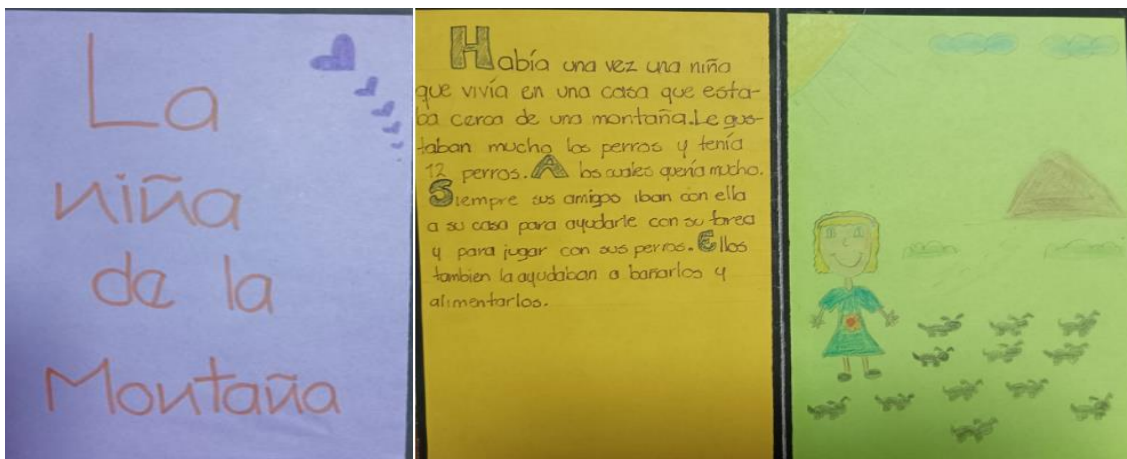 La
niña
de la
Montaña
Había una vez una niña
que vivía en una casa que esta-
ba cerca de una montaña. Le gus-
taban mucho los perros y tenía
12 perros. A los cuales quería mucho.
Siempre sus amigos iban con ella
a su casa para ayudarle con su tarea
y para jugar con sus perros. Ellos
tambien la ayudaban a bañarlos y
alimentarlos.